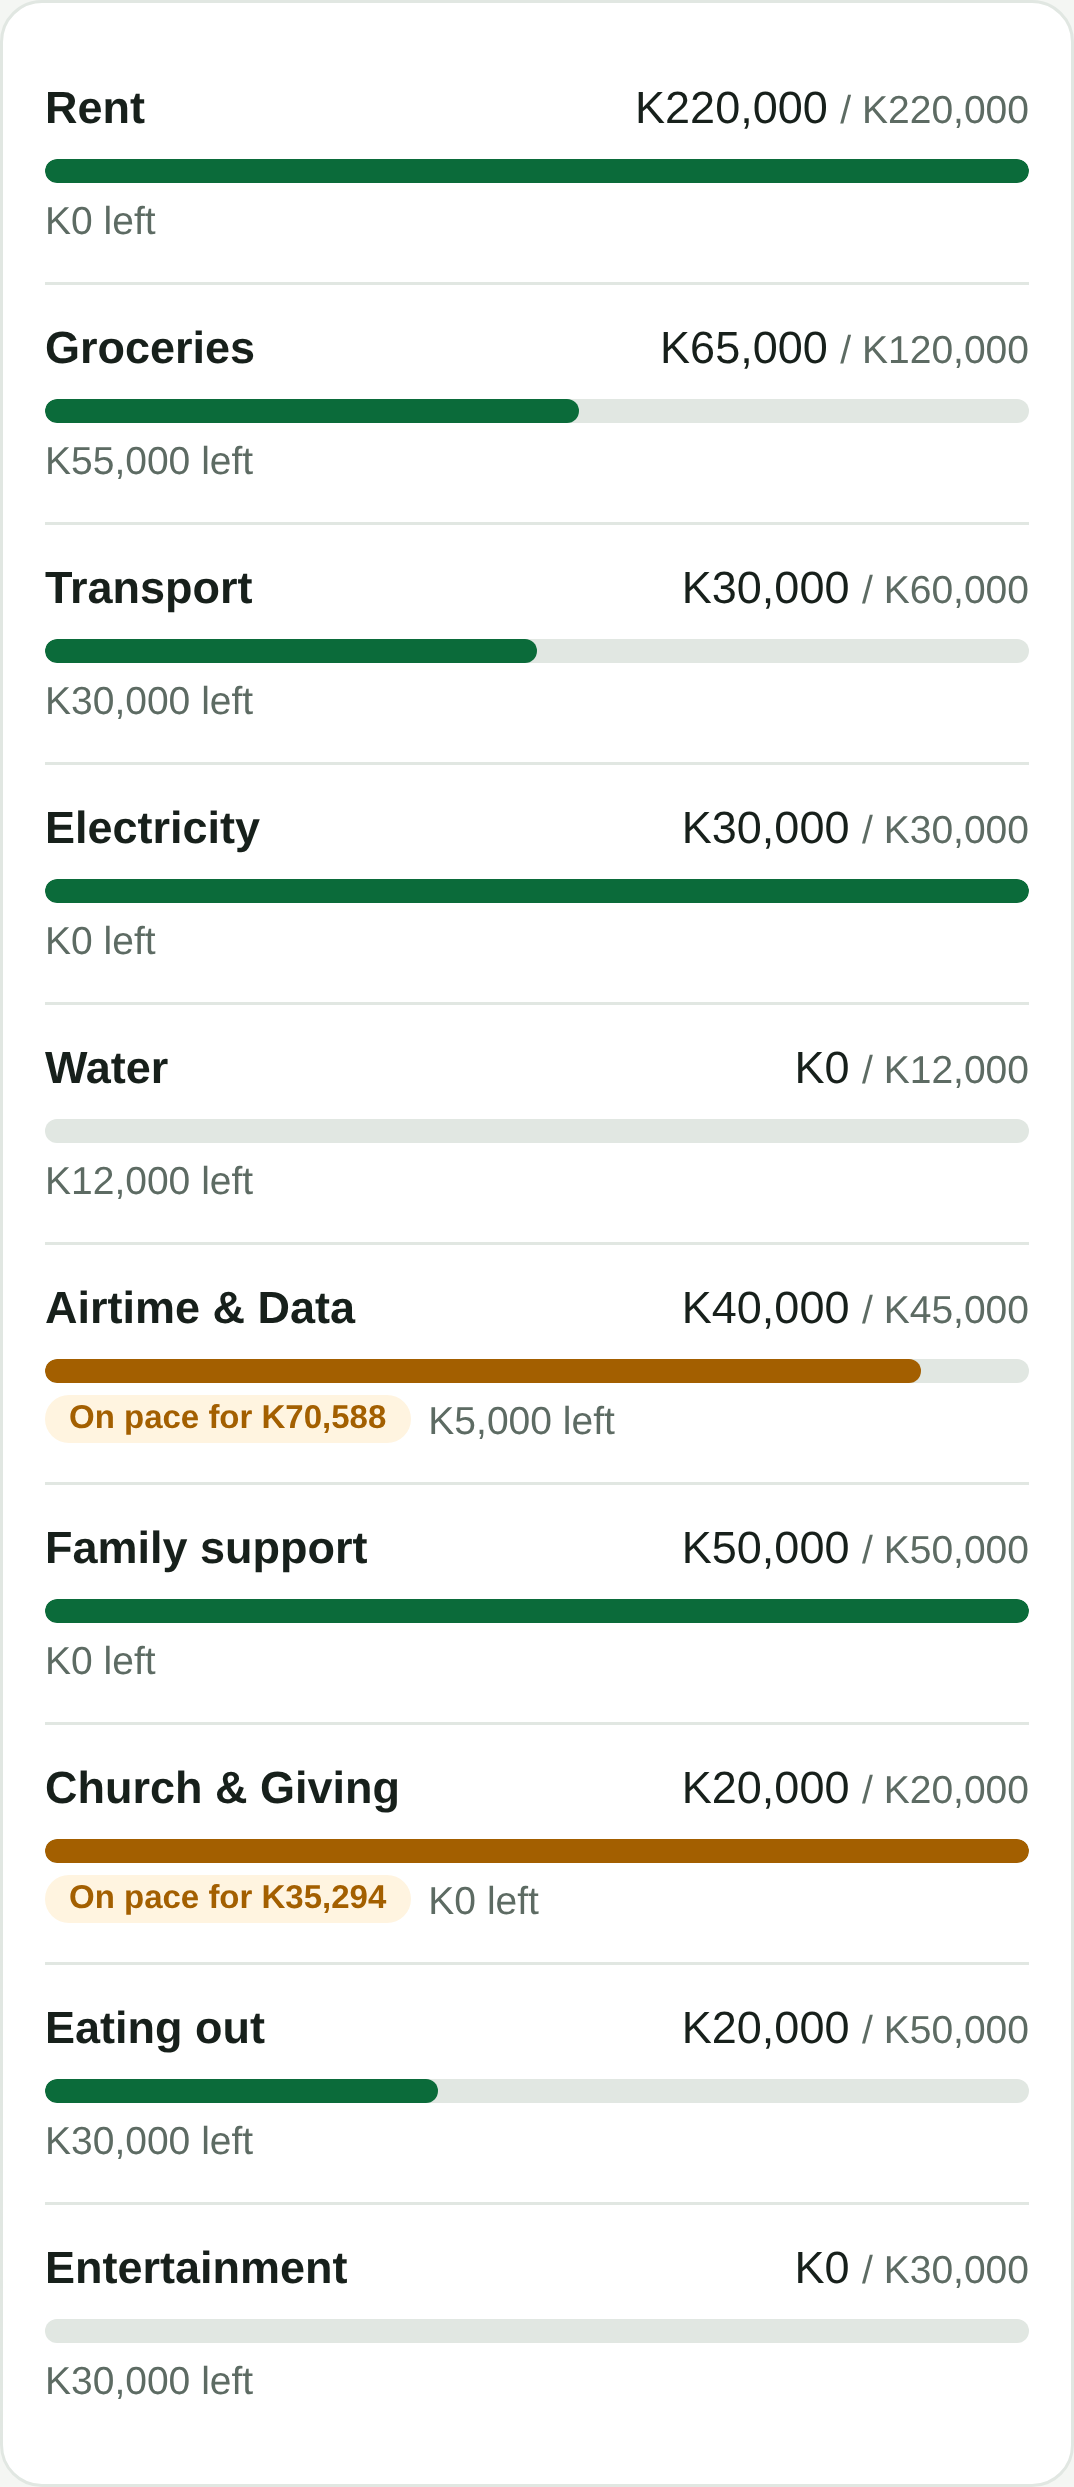 Rent K220,000 / K220,000
K0 left
Groceries K65,000 / K120,000
K55,000 left
Transport K30,000 / K60,000
K30,000 left
Electricity K30,000 / K30,000
K0 left
Water K0 / K12,000
K12,000 left
Airtime & Data K40,000 / K45,000
On pace for K70,588 K5,000 left
Family support K50,000 / K50,000
K0 left
Church & Giving K20,000 / K20,000
On pace for K35,294 K0 left
Eating out K20,000 / K50,000
K30,000 left
Entertainment K0 / K30,000
K30,000 left